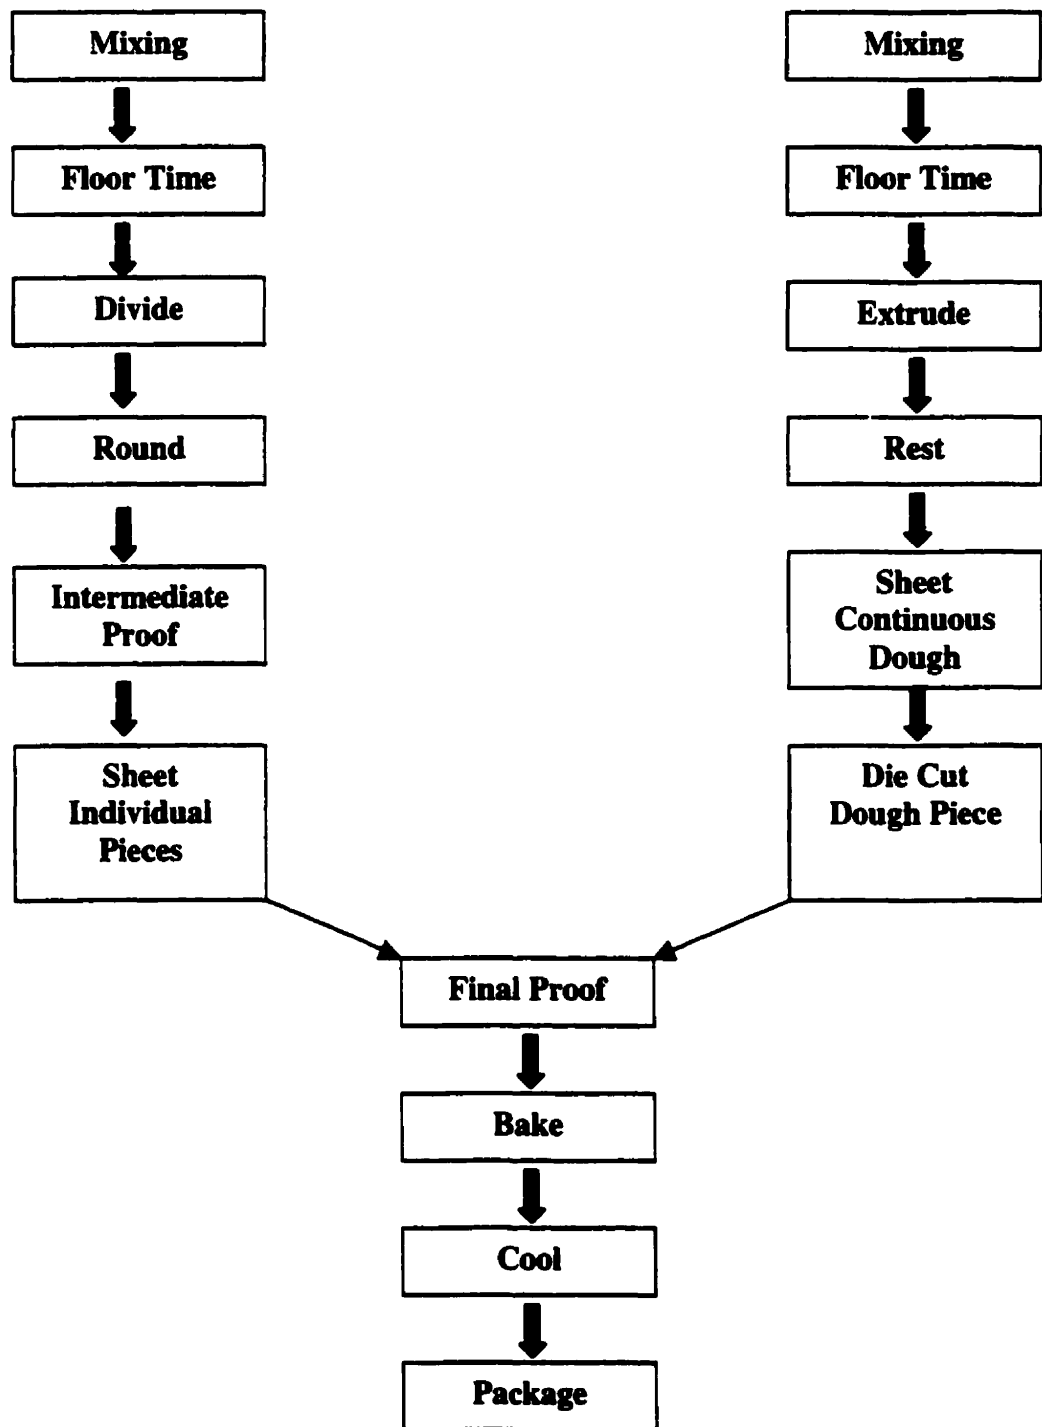 Mixing
Floor Time
Divide
Round
Intermediate
Proof
Sheet
Individual
Pieces
Mixing
Floor Time
Extrude
Rest
Sheet
Continuous
Dough
Die Cut
Dough Piece
Final Proof
Bake
Cool
Package